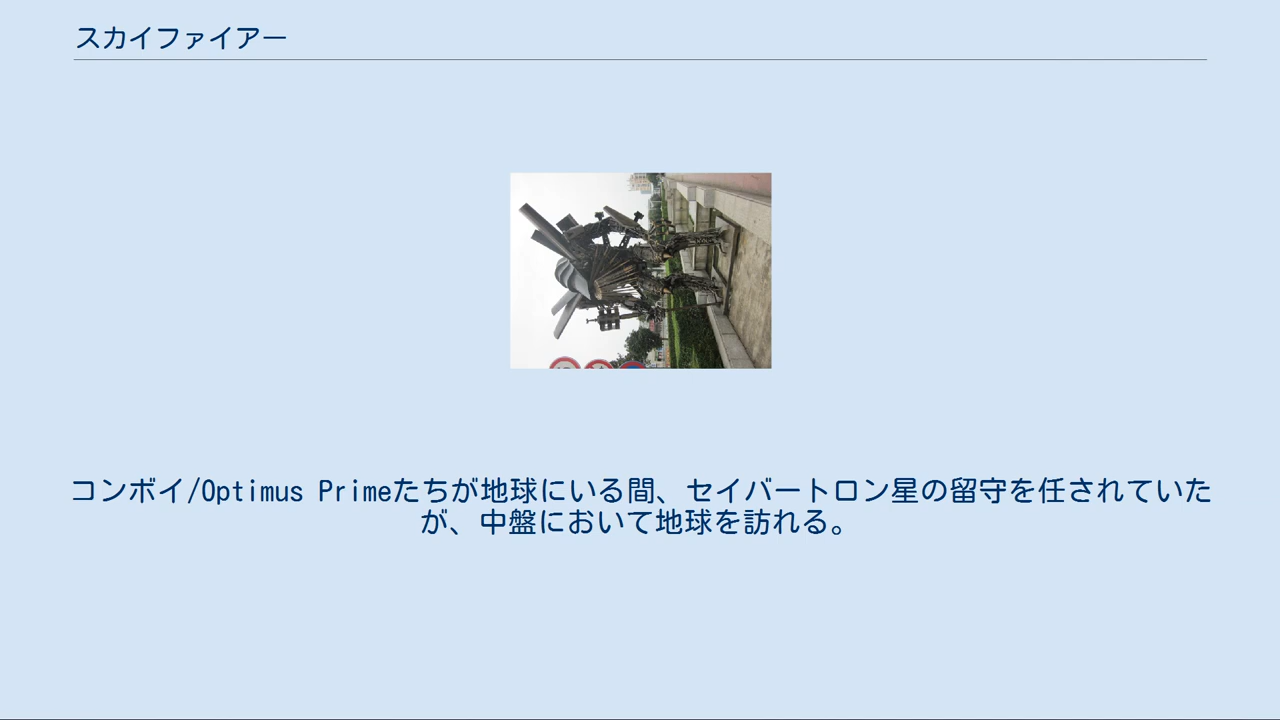 スカイファイアー
コンボイ/Optimus Primeたちが地球にいる間、セイバートロン星の留守を任されていた
が、中盤において地球を訪れる。